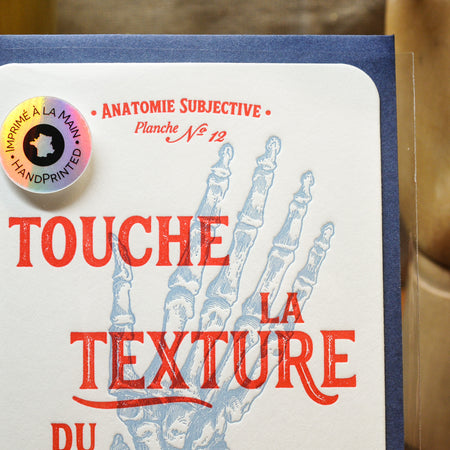 • ANATOMIE SUBJECTIVE •
Planche Nº 12
IMPRIMÉ À LA MAIN
• HANDPRINTED •
TOUCHE
LA
TEXTURE
DU